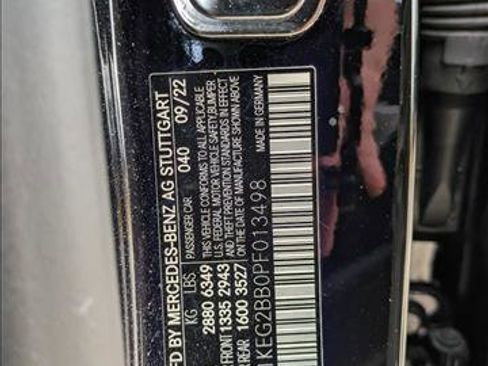 MFD BY MERCEDES-BENZ AG STUTTGART
PASSENGER CAR 040 09/22
KG LBS
2880 6349 THIS VEHICLE CONFORMS TO ALL APPLICABLE
U.S. FEDERAL MOTOR VEHICLE SAFETY BUMPER
FRONT 1335 2943 AND THEFT PREVENTION STANDARDS IN EFFECT
REAR 1600 3527 ON THE DATE OF MANUFACTURE SHOWN ABOVE
MADE IN GERMANY
1KEG2BB0PF013498